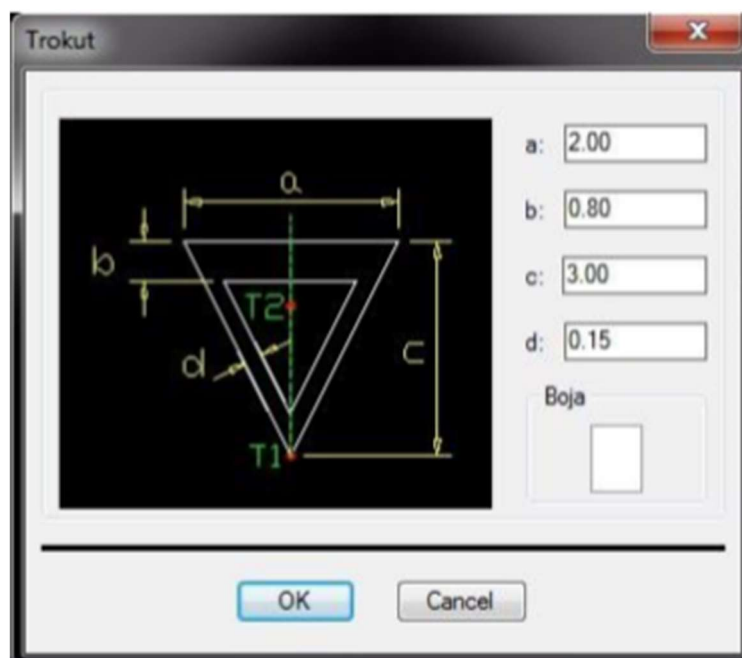 Trokut
a
b
T2
d
c
T1
a: 2.00
b: 0.80
c: 3.00
d: 0.15
Boja
OK
Cancel